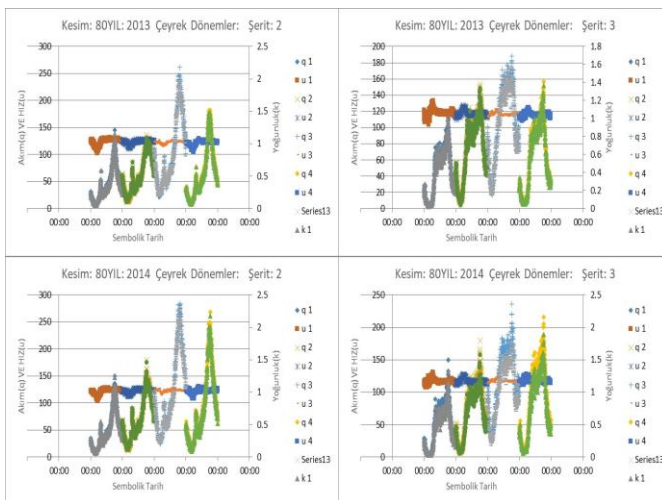 Kesim: 80YIL: 2013 Çeyrek Dönemler: Şerit: 2
Akım(q) VE HIZ(u)
300
250
200
150
100
50
0
2.5
2
1.5
1
0.5
0
Yoğunluk(k)
00:00 00:00 00:00 00:00 00:00 00:00 00:00
Sembolik Tarih
q 1
u 1
q 2
u 2
q 3
u 3
q 4
u 4
Series13
k 1
Kesim: 80YIL: 2013 Çeyrek Dönemler: Şerit: 3
Akım(q) VE HIZ(u)
200
180
160
140
120
100
80
60
40
20
0
1.8
1.6
1.4
1.2
1
0.8
0.6
0.4
0.2
0
Yoğunluk(k)
00:00 00:00 00:00 00:00 00:00 00:00 00:00
Sembolik Tarih
q 1
u 1
q 2
u 2
q 3
u 3
q 4
u 4
Series13
k 1
Kesim: 80YIL: 2014 Çeyrek Dönemler: Şerit: 2
Akım(q) VE HIZ(u)
300
250
200
150
100
50
0
2.5
2
1.5
1
0.5
0
Yoğunluk(k)
00:00 00:00 00:00 00:00 00:00 00:00 00:00
Sembolik Tarih
q 1
u 1
q 2
u 2
q 3
u 3
q 4
u 4
Series13
k 1
Kesim: 80YIL: 2014 Çeyrek Dönemler: Şerit: 3
Akım(q) VE HIZ(u)
250
200
150
100
50
0
2.5
2
1.5
1
0.5
0
Yoğunluk(k)
00:00 00:00 00:00 00:00 00:00 00:00 00:00
Sembolik Tarih
q 1
u 1
q 2
u 2
q 3
u 3
q 4
u 4
Series13
k 1